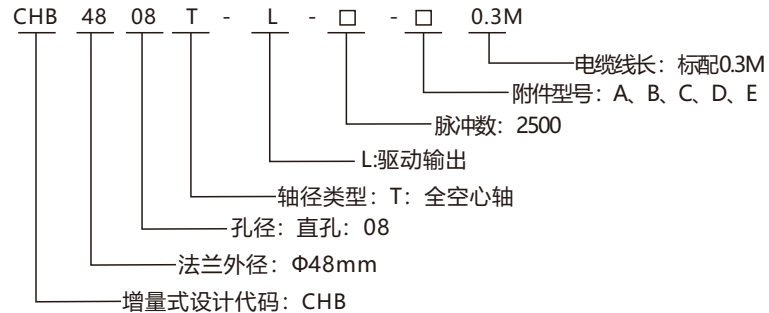 CHB 48 08 T - L - □ - □ 0.3M
电缆线长：标配0.3M
附件型号：A、B、C、D、E
脉冲数：2500
L:驱动输出
轴径类型：T：全空心轴
孔径：直孔：08
法兰外径：Φ48mm
增量式设计代码：CHB